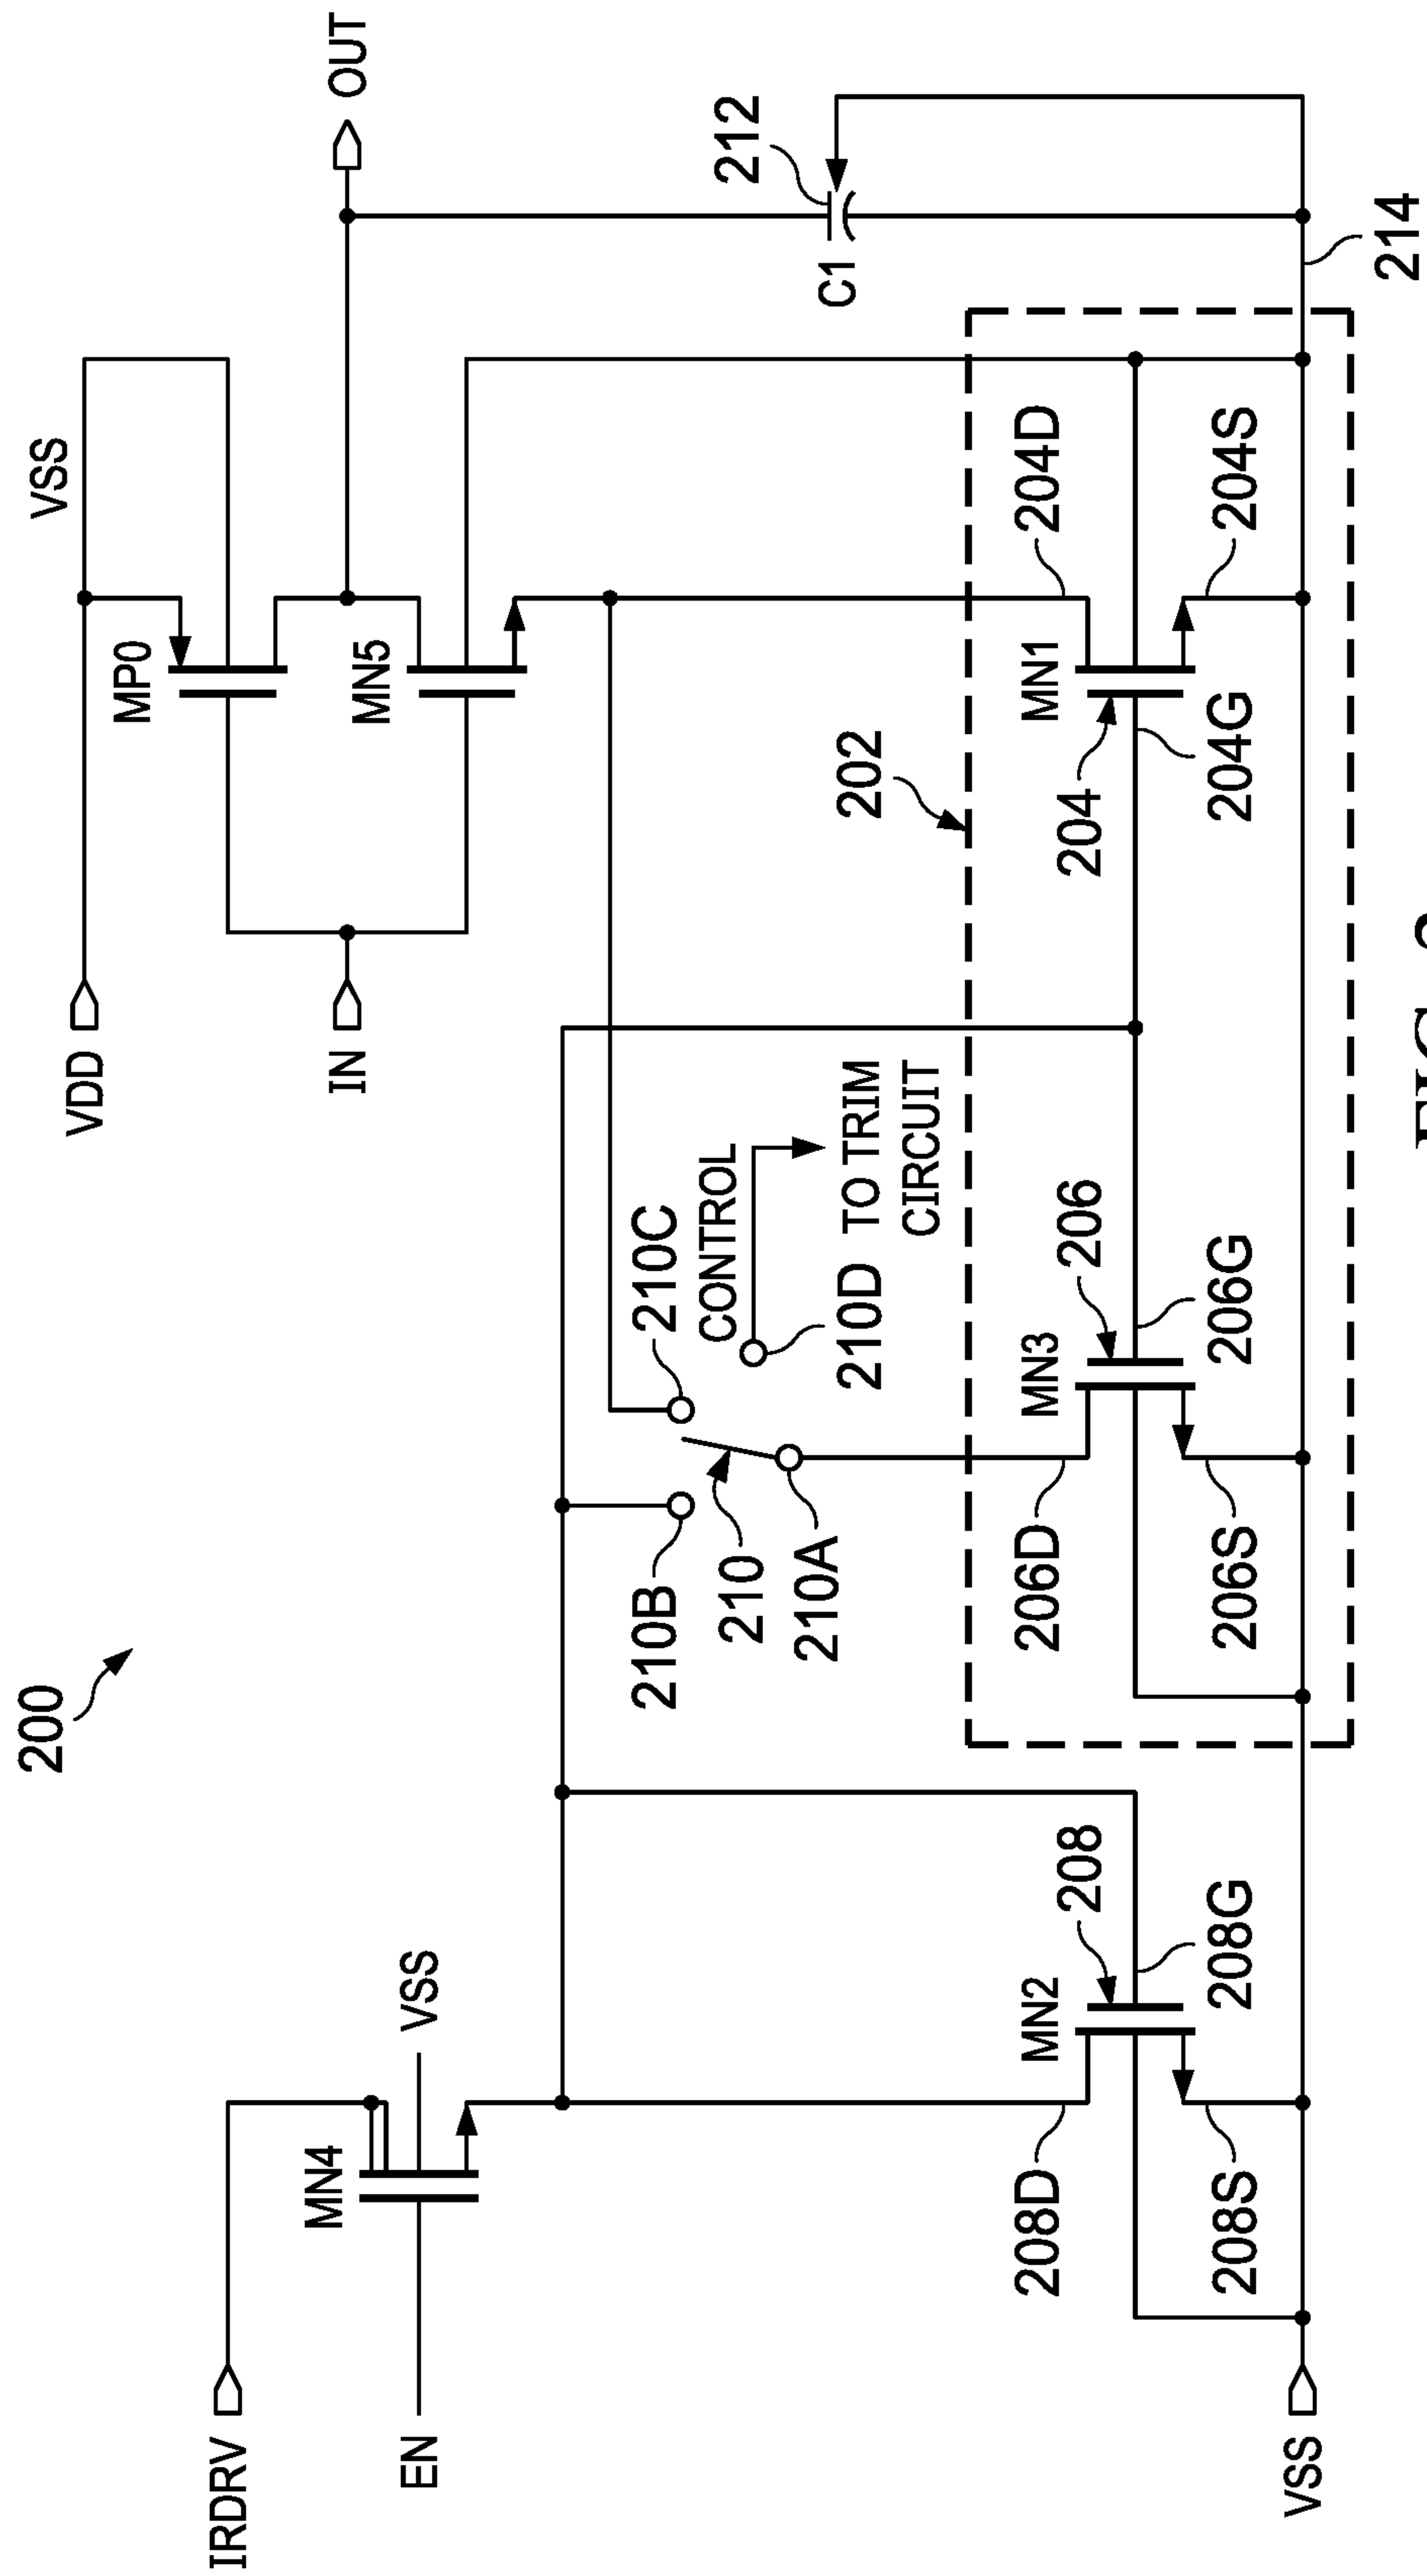 200
IRDRV
EN
MN4
VSS
VDD
VSS
IN
MP0
MN5
OUT
210B
210C
210
210A
CONTROL
210D TO TRIM
CIRCUIT
202
C1
212
MN2
208
208D
208G
208S
MN3
206
206D
206G
206S
MN1
204
204D
204G
204S
VSS
214